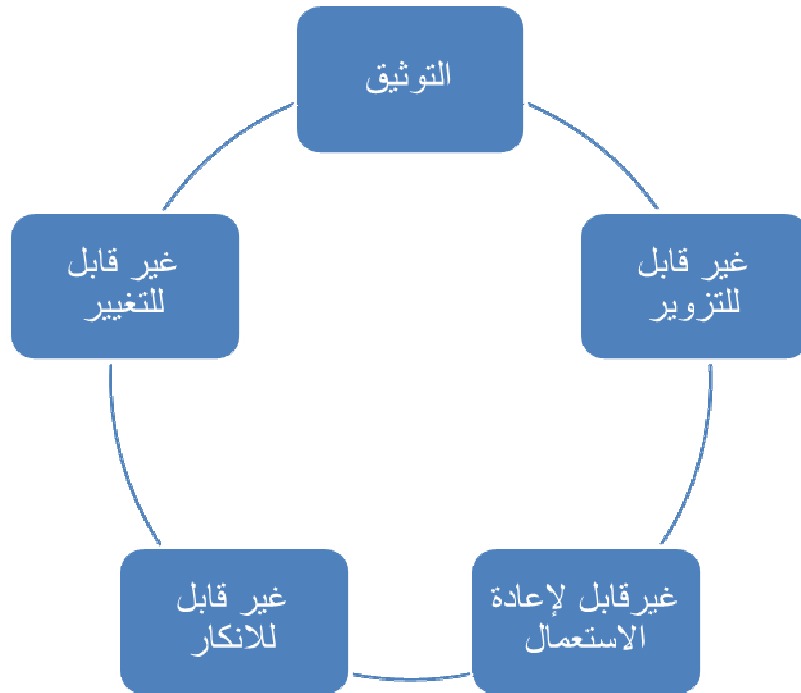 التوثيق
غير قابل
للتزوير
غيرقابل لإعادة
الاستعمال
غير قابل
للانكار
غير قابل
للتغيير